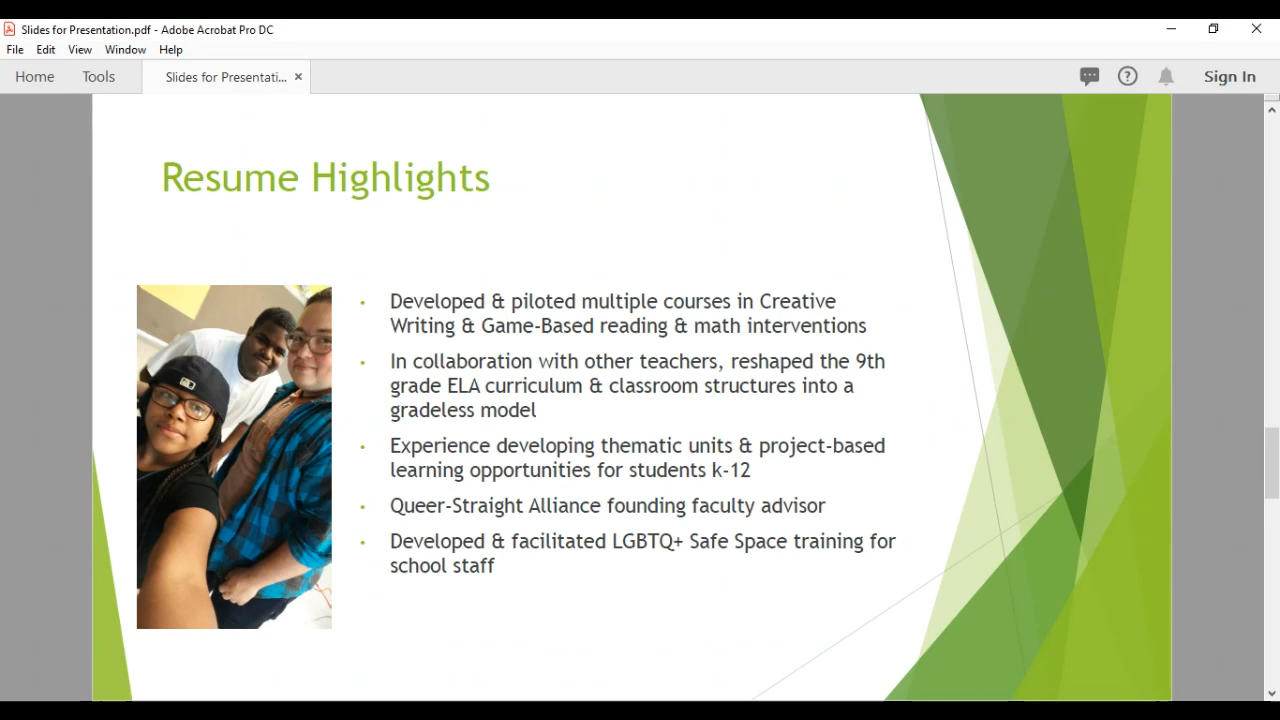 Slides for Presentation.pdf - Adobe Acrobat Pro DC
File Edit View Window Help
Home Tools Slides for Presentati... × Sign In
Resume Highlights
• Developed & piloted multiple courses in Creative
Writing & Game-Based reading & math interventions
• In collaboration with other teachers, reshaped the 9th
grade ELA curriculum & classroom structures into a
gradeless model
• Experience developing thematic units & project-based
learning opportunities for students k-12
• Queer-Straight Alliance founding faculty advisor
• Developed & facilitated LGBTQ+ Safe Space training for
school staff